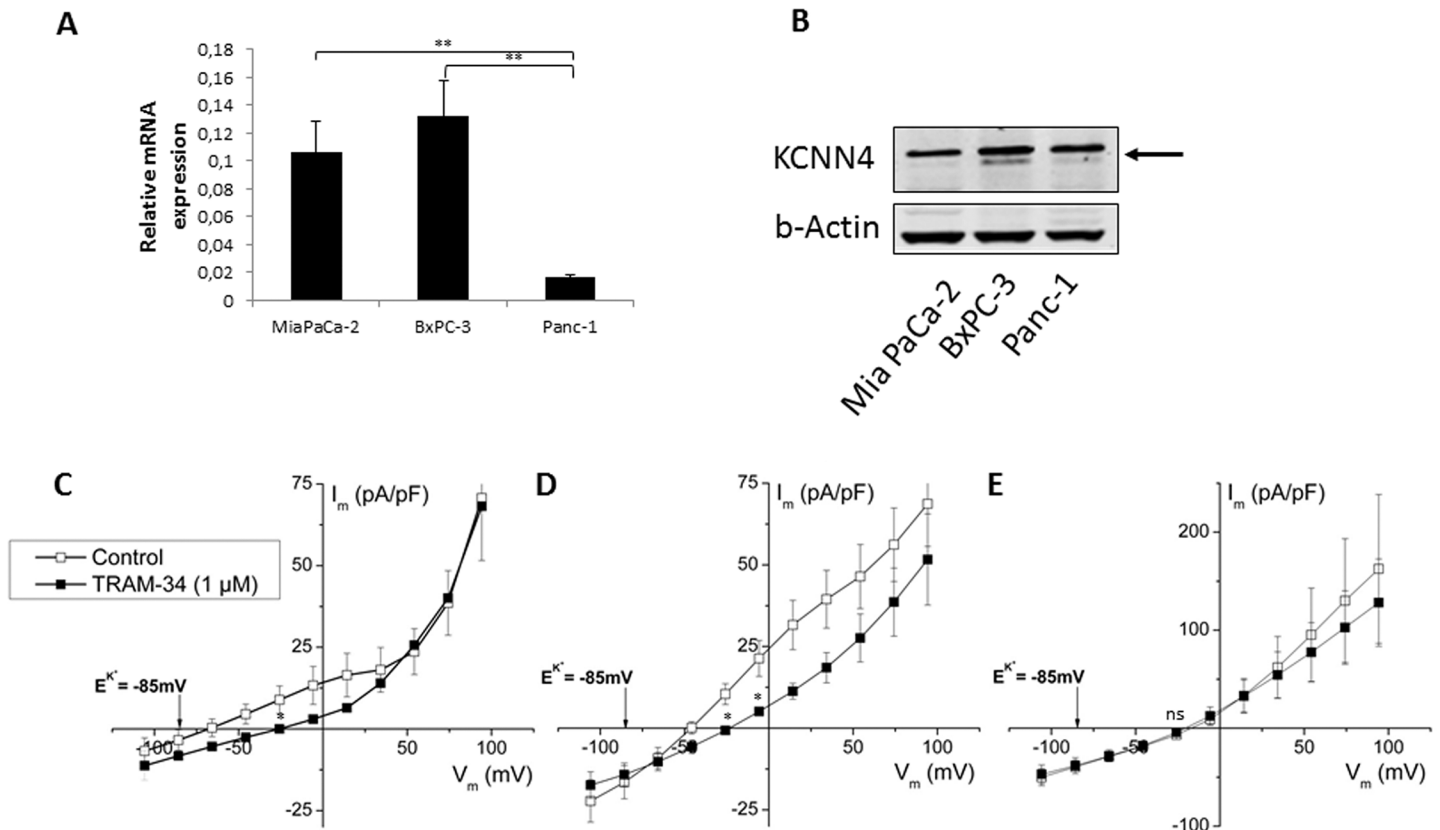 A
**
**
0,18
0,16
0,14
0,12
0,1
0,08
0,06
0,04
0,02
0
Relative mRNA
expression
MiaPaCa-2
BxPC-3
Panc-1
B
KCNN4
b-Actin
Mia PaCa-2
BxPC-3
Panc-1
C
Control
TRAM-34 (1 µM)
75
Im (pA/pF)
50
25
-25
EK+ = -85mV
*
-100
-50
50
100
Vm (mV)
D
75
Im (pA/pF)
50
25
-25
EK+ = -85mV
*
*
-100
-50
50
100
Vm (mV)
E
Im (pA/pF)
200
100
-100
EK+ = -85mV
ns
-100
-50
50
100
Vm (mV)